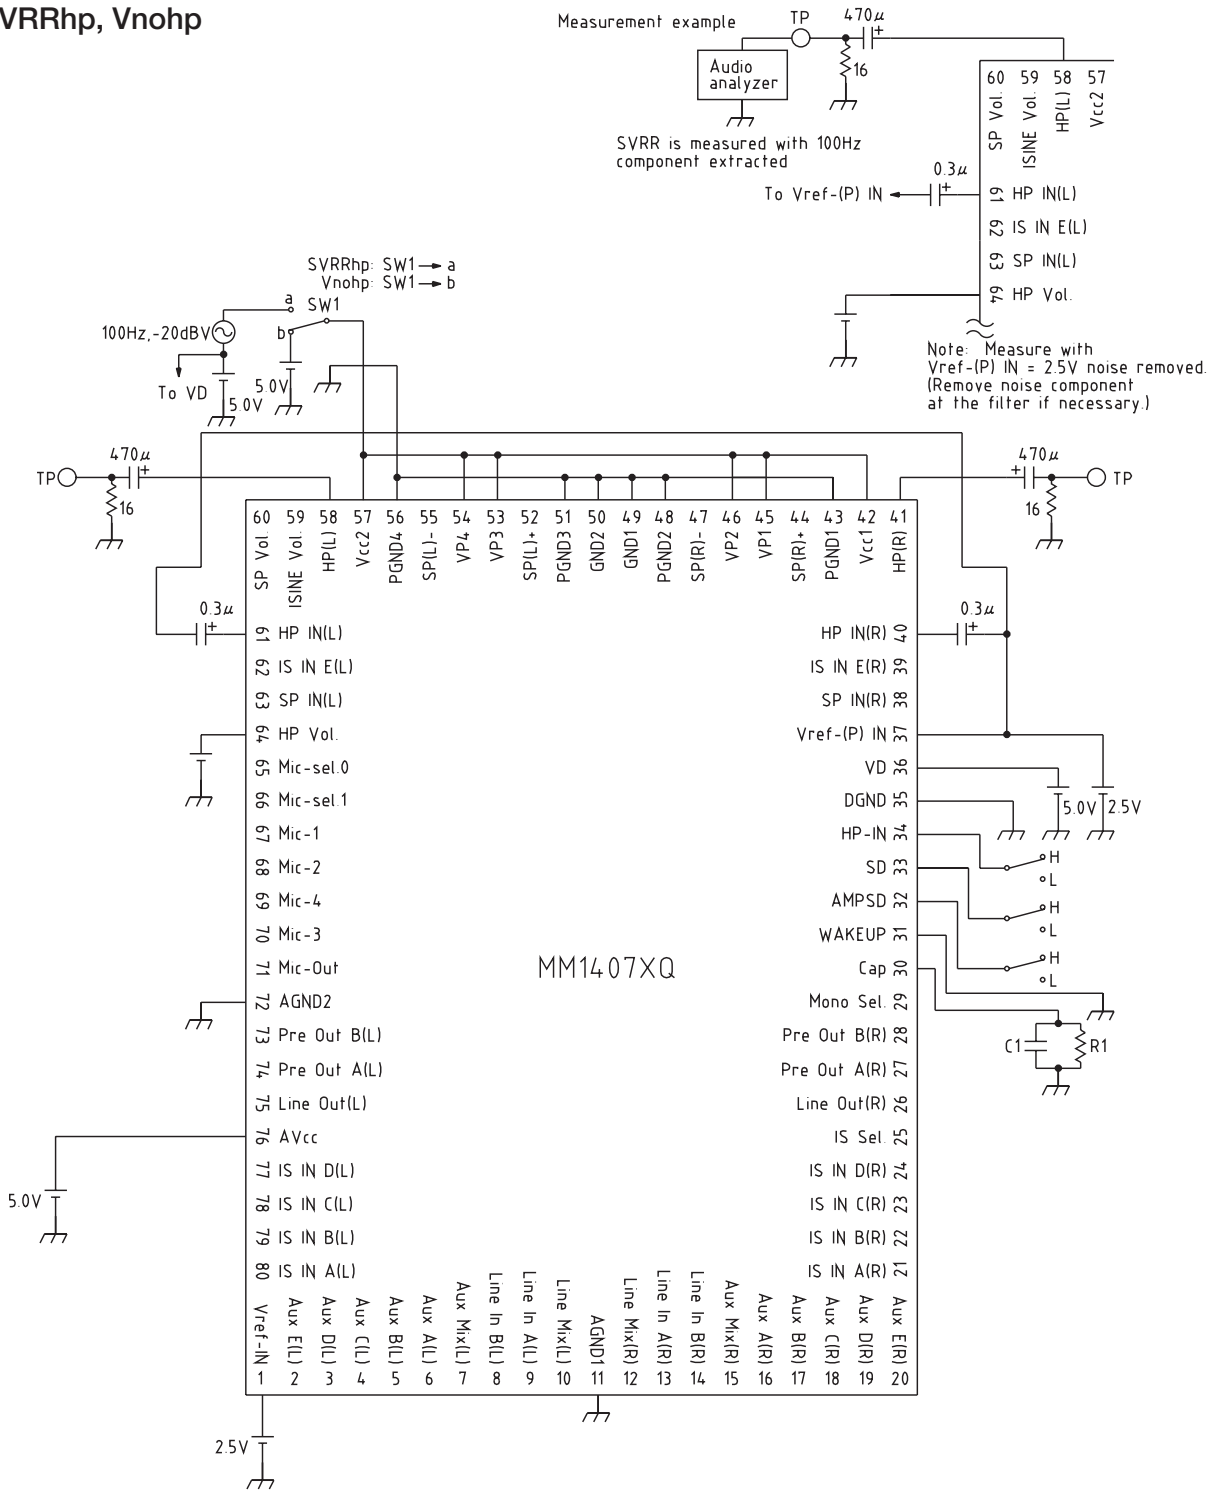 VRRhp, Vnohp
Measurement example
TP
470μ
+
Audio
analyzer
16
60 59 58 57
SP Vol.
ISINE Vol.
HP(L)
Vcc2
SVRR is measured with 100Hz
component extracted
0.3μ
+
To Vref-(P) IN
61 HP IN(L)
62 IS IN E(L)
63 SP IN(L)
64 HP Vol.
Note: Measure with
Vref-(P) IN = 2.5V noise removed.
(Remove noise component
at the filter if necessary.)
SVRRhp: SW1→ a
Vnohp: SW1→ b
a
SW1
100Hz,-20dBV
b
To VD
5.0V
5.0V
TP
470μ
+
16
470μ
+
TP
16
60 59 58 57 56 55 54 53 52 51 50 49 48 47 46 45 44 43 42 41
SP Vol.
ISINE Vol.
HP(L)
Vcc2
PGND4
SP(L)-
VP4
VP3
SP(L)+
PGND3
GND2
GND1
PGND2
SP(R)-
VP2
VP1
SP(R)+
PGND1
Vcc1
HP(R)
0.3μ
+
0.3μ
+
61 HP IN(L)
62 IS IN E(L)
63 SP IN(L)
64 HP Vol.
65 Mic-sel.0
66 Mic-sel.1
67 Mic-1
68 Mic-2
69 Mic-4
70 Mic-3
71 Mic-Out
72 AGND2
73 Pre Out B(L)
74 Pre Out A(L)
75 Line Out(L)
76 AVcc
77 IS IN D(L)
78 IS IN C(L)
79 IS IN B(L)
80 IS IN A(L)
MM1407XQ
HP IN(R) 40
IS IN E(R) 39
SP IN(R) 38
Vref-(P) IN 37
VD 36
DGND 35
HP-IN 34
SD 33
AMPSD 32
WAKEUP 31
Cap 30
Mono Sel. 29
Pre Out B(R) 28
Pre Out A(R) 27
Line Out(R) 26
IS Sel. 25
IS IN D(R) 24
IS IN C(R) 23
IS IN B(R) 22
IS IN A(R) 21
5.0V
2.5V
H
L
H
L
H
L
C1
R1
5.0V
Vref-IN
Aux E(L)
Aux D(L)
Aux C(L)
Aux B(L)
Aux A(L)
Aux Mix(L)
Line In B(L)
Line In A(L)
Line Mix(L)
AGND1
Line Mix(R)
Line In A(R)
Line In B(R)
Aux Mix(R)
Aux A(R)
Aux B(R)
Aux C(R)
Aux D(R)
Aux E(R)
1 2 3 4 5 6 7 8 9 10 11 12 13 14 15 16 17 18 19 20
2.5V